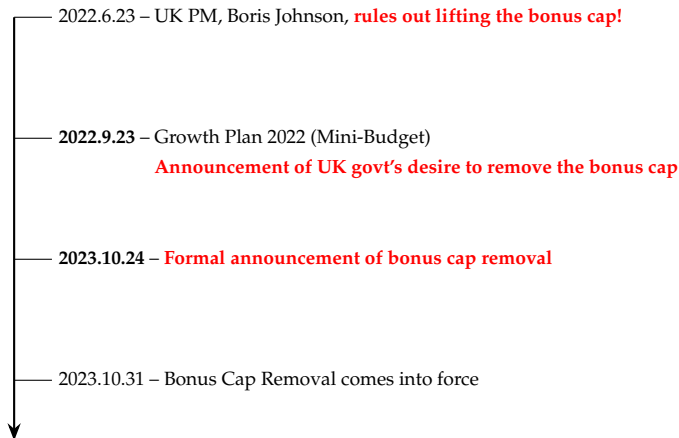 2022.6.23 – UK PM, Boris Johnson, rules out lifting the bonus cap!
2022.9.23 – Growth Plan 2022 (Mini-Budget)
Announcement of UK govt's desire to remove the bonus cap
2023.10.24 – Formal announcement of bonus cap removal
2023.10.31 – Bonus Cap Removal comes into force